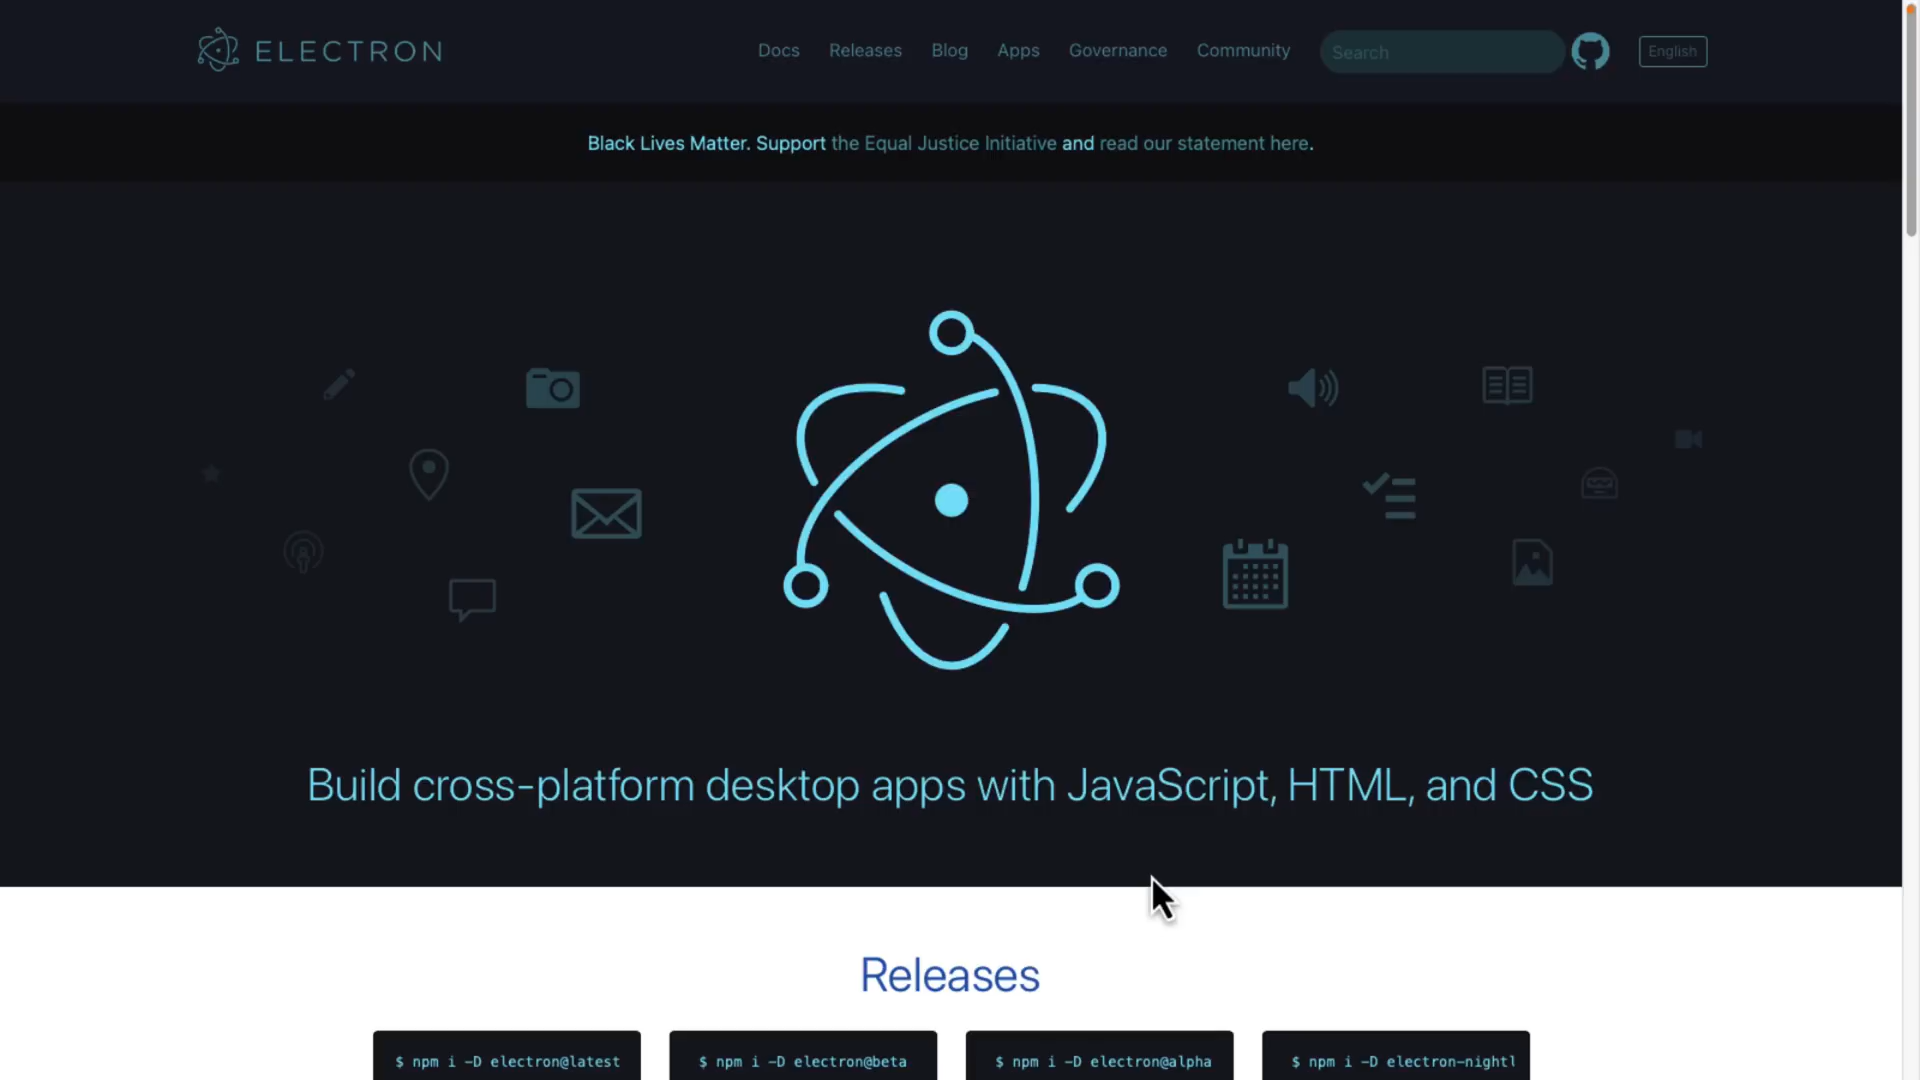 ELECTRON
Docs Releases Blog Apps Governance Community Search English
Black Lives Matter. Support the Equal Justice Initiative and read our statement here.
Build cross-platform desktop apps with JavaScript, HTML, and CSS
Releases
$ npm i -D electron@latest
$ npm i -D electron@beta
$ npm i -D electron@alpha
$ npm i -D electron-nightl